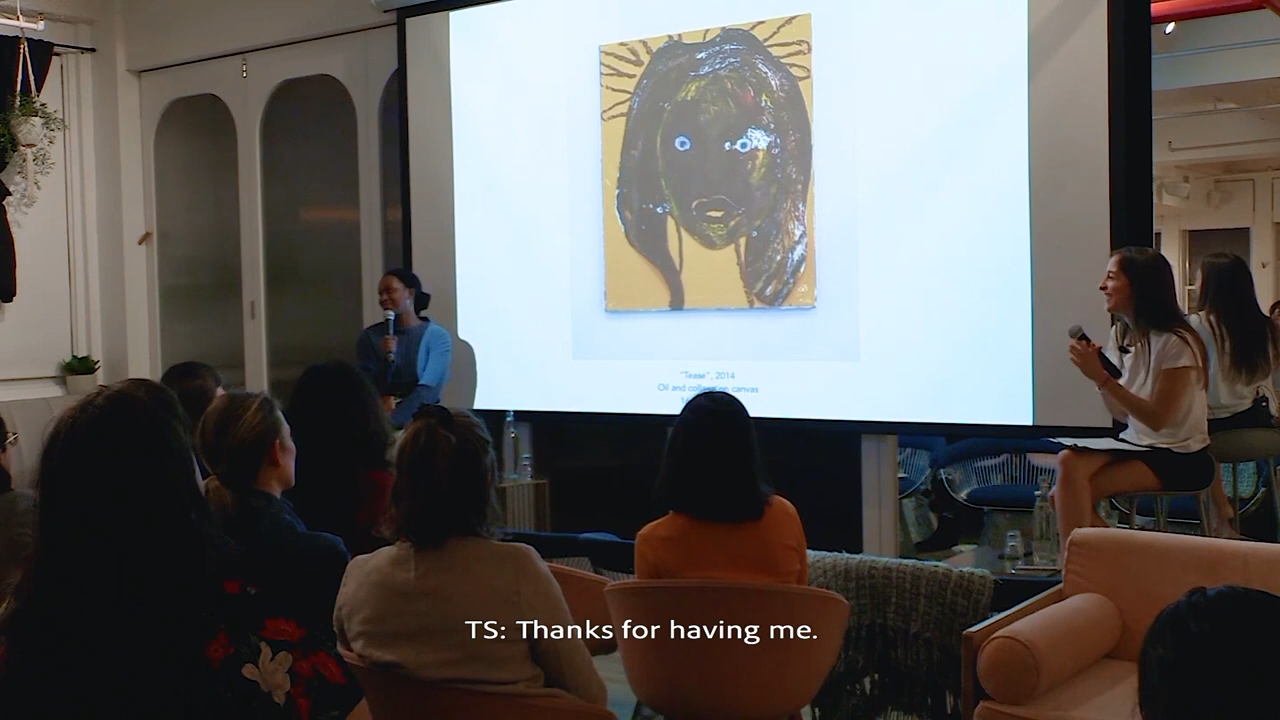 "Tease", 2014
Oil and collage on canvas
TS: Thanks for having me.